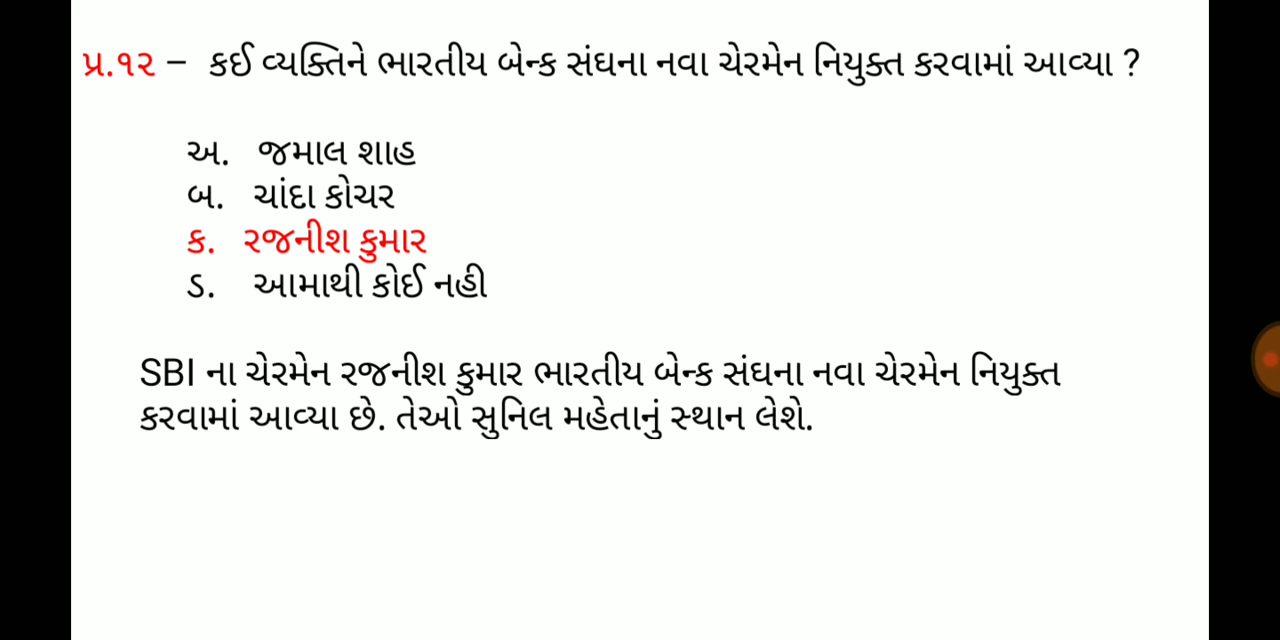 પ્ર.૧૨ – કઈ વ્યક્તિને ભારતીય બેન્ક સંઘના નવા ચેરમેન નિયુક્ત કરવામાં આવ્યા ?
અ. જમાલ શાહ
બ. ચાંદા કોચર
ક. રજનીશ કુમાર
ડ. આમાથી કોઈ નહી
SBI ના ચેરમેન રજનીશ કુમાર ભારતીય બેન્ક સંઘના નવા ચેરમેન નિયુક્ત
કરવામાં આવ્યા છે. તેઓ સુનિલ મહેતાનું સ્થાન લેશે.